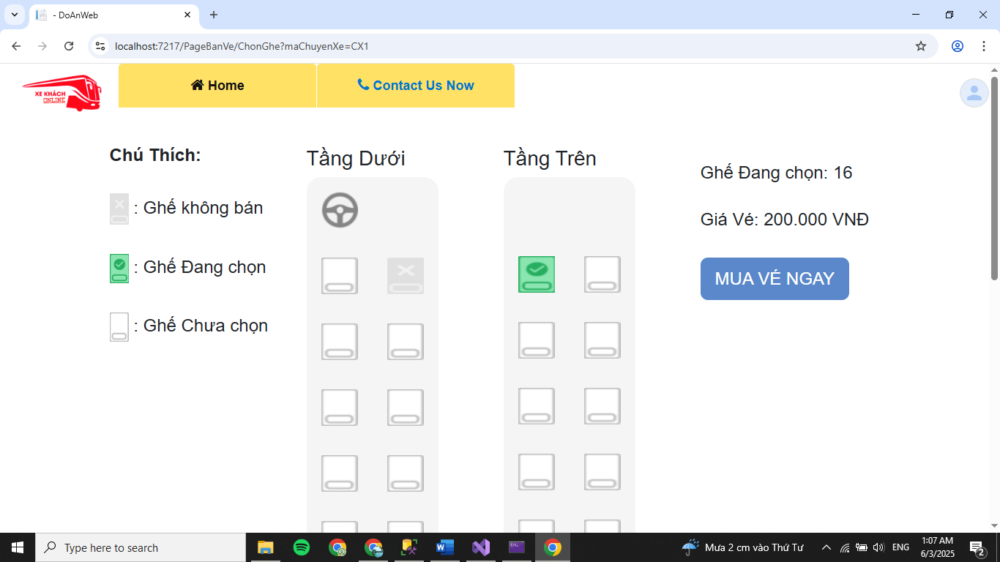 - DoAnWeb
localhost:7217/PageBanVe/ChonGhe?maChuyenXe=CX1
XE KHÁCH
ONLINE
Home
Contact Us Now
Chú Thích:
: Ghế không bán
: Ghế Đang chọn
: Ghế Chưa chọn
Tầng Dưới
Tầng Trên
Ghế Đang chọn: 16
Giá Vé: 200.000 VNĐ
MUA VÉ NGAY
Type here to search
Mưa 2 cm vào Thứ Tư
ENG
1:07 AM
6/3/2025
2